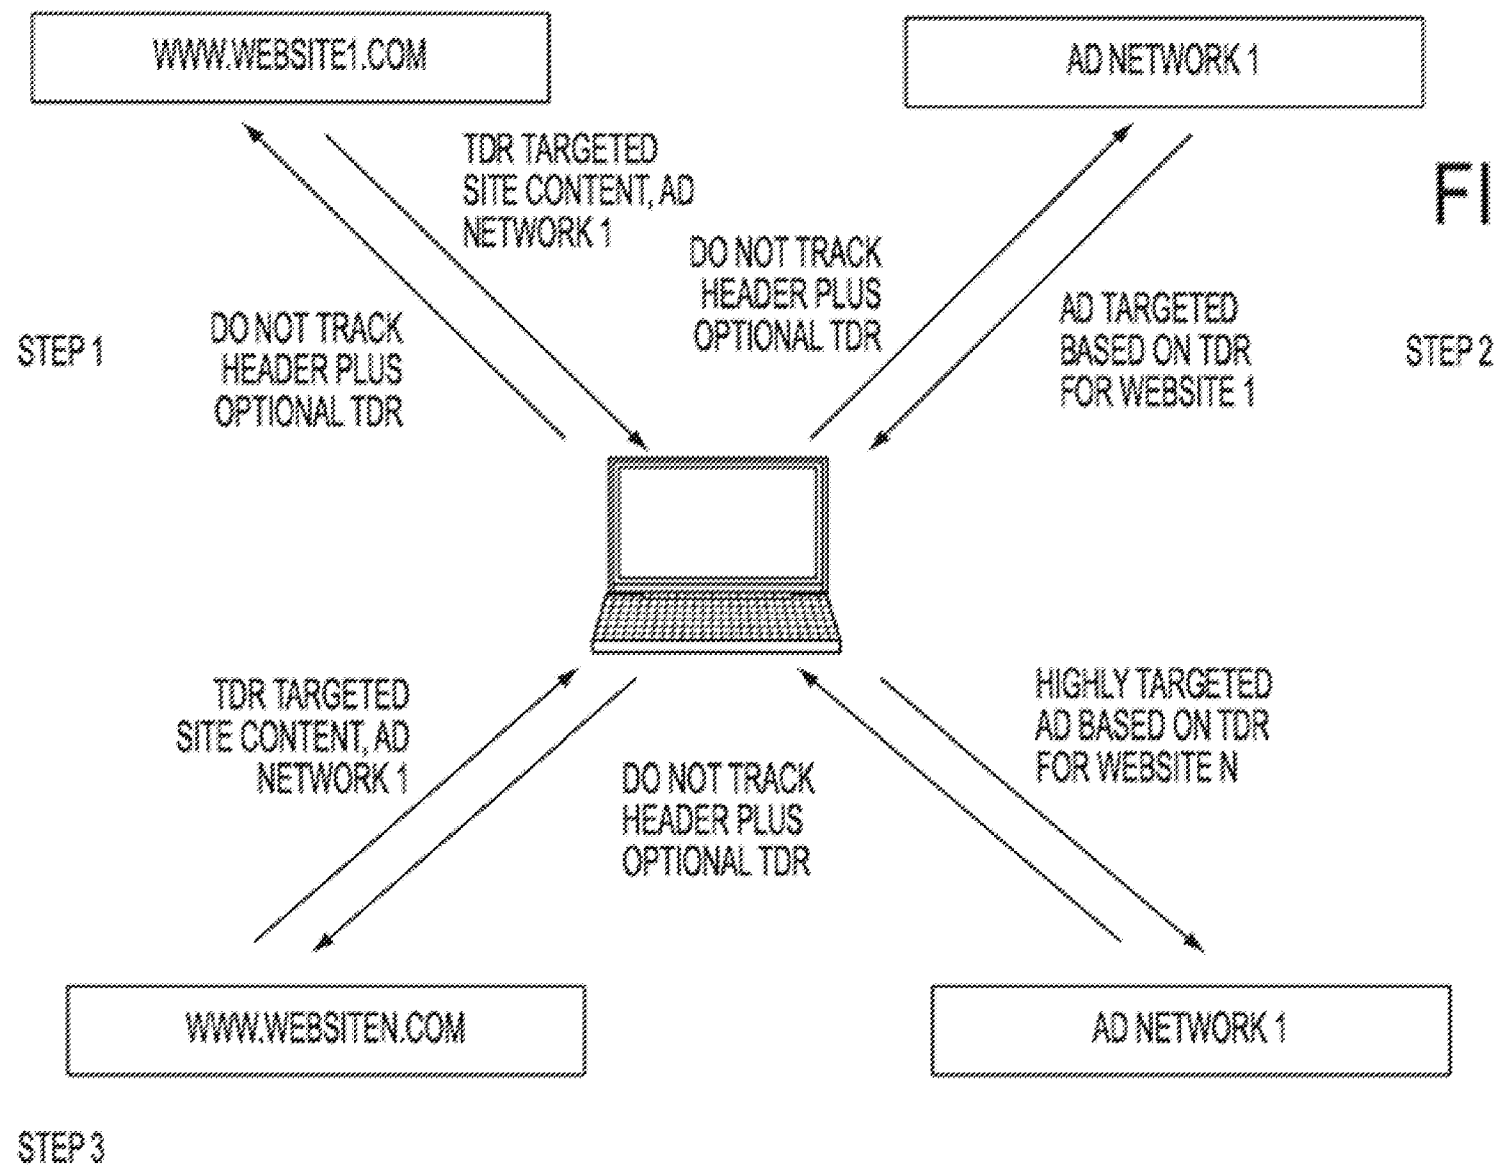 WWW.WEBSITE1.COM
AD NETWORK 1
TDR TARGETED
SITE CONTENT, AD
NETWORK 1
FI
DO NOT TRACK
HEADER PLUS
OPTIONAL TDR
AD TARGETED
BASED ON TDR
FOR WEBSITE 1
STEP 1
DO NOT TRACK
HEADER PLUS
OPTIONAL TDR
STEP 2
TDR TARGETED
SITE CONTENT, AD
NETWORK 1
DO NOT TRACK
HEADER PLUS
OPTIONAL TDR
HIGHLY TARGETED
AD BASED ON TDR
FOR WEBSITE N
WWW.WEBSITEN.COM
AD NETWORK 1
STEP 3